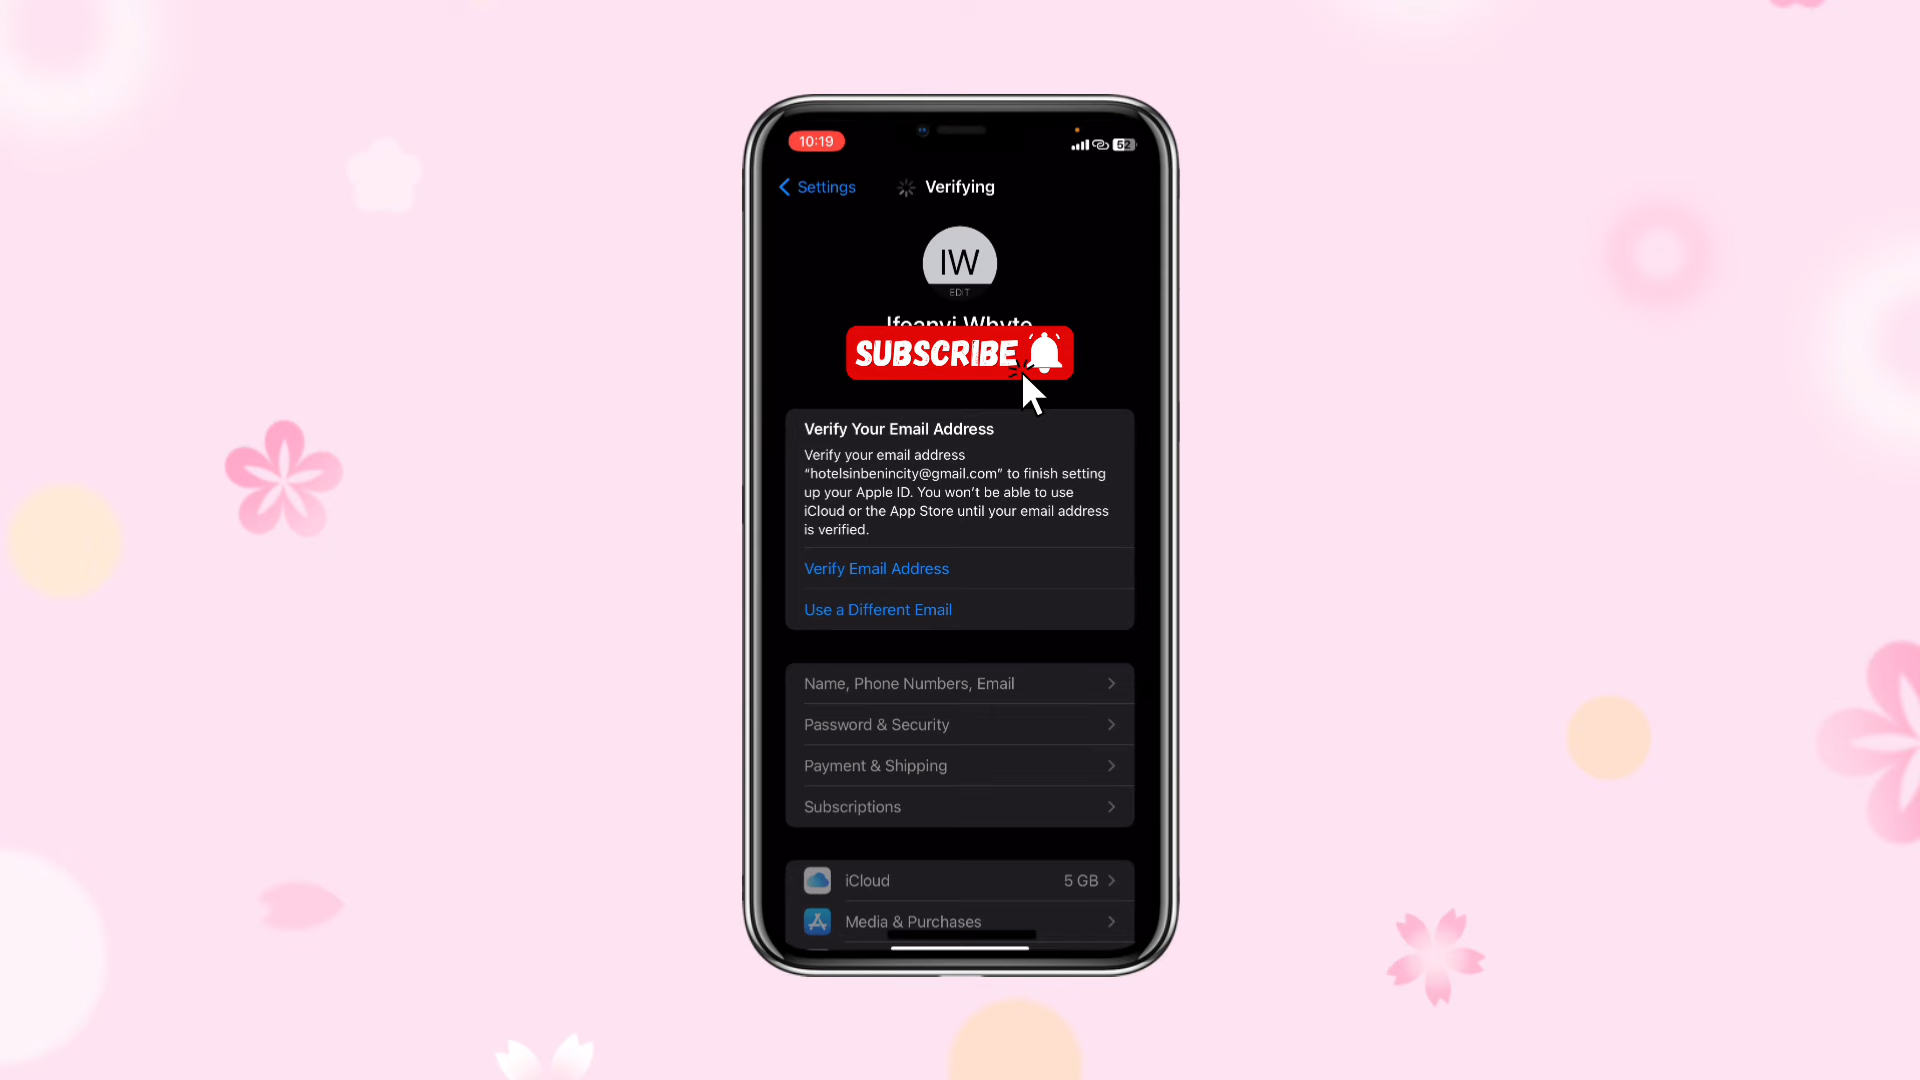 10:19
52
Settings
Verifying
IW
EDIT
Ifeanyi Whyte
SUBSCRIBE
Verify Your Email Address
Verify your email address
“hotelsinbenincity@gmail.com” to finish setting
up your Apple ID. You won’t be able to use
iCloud or the App Store until your email address
is verified.
Verify Email Address
Use a Different Email
Name, Phone Numbers, Email
Password & Security
Payment & Shipping
Subscriptions
iCloud
5 GB
Media & Purchases